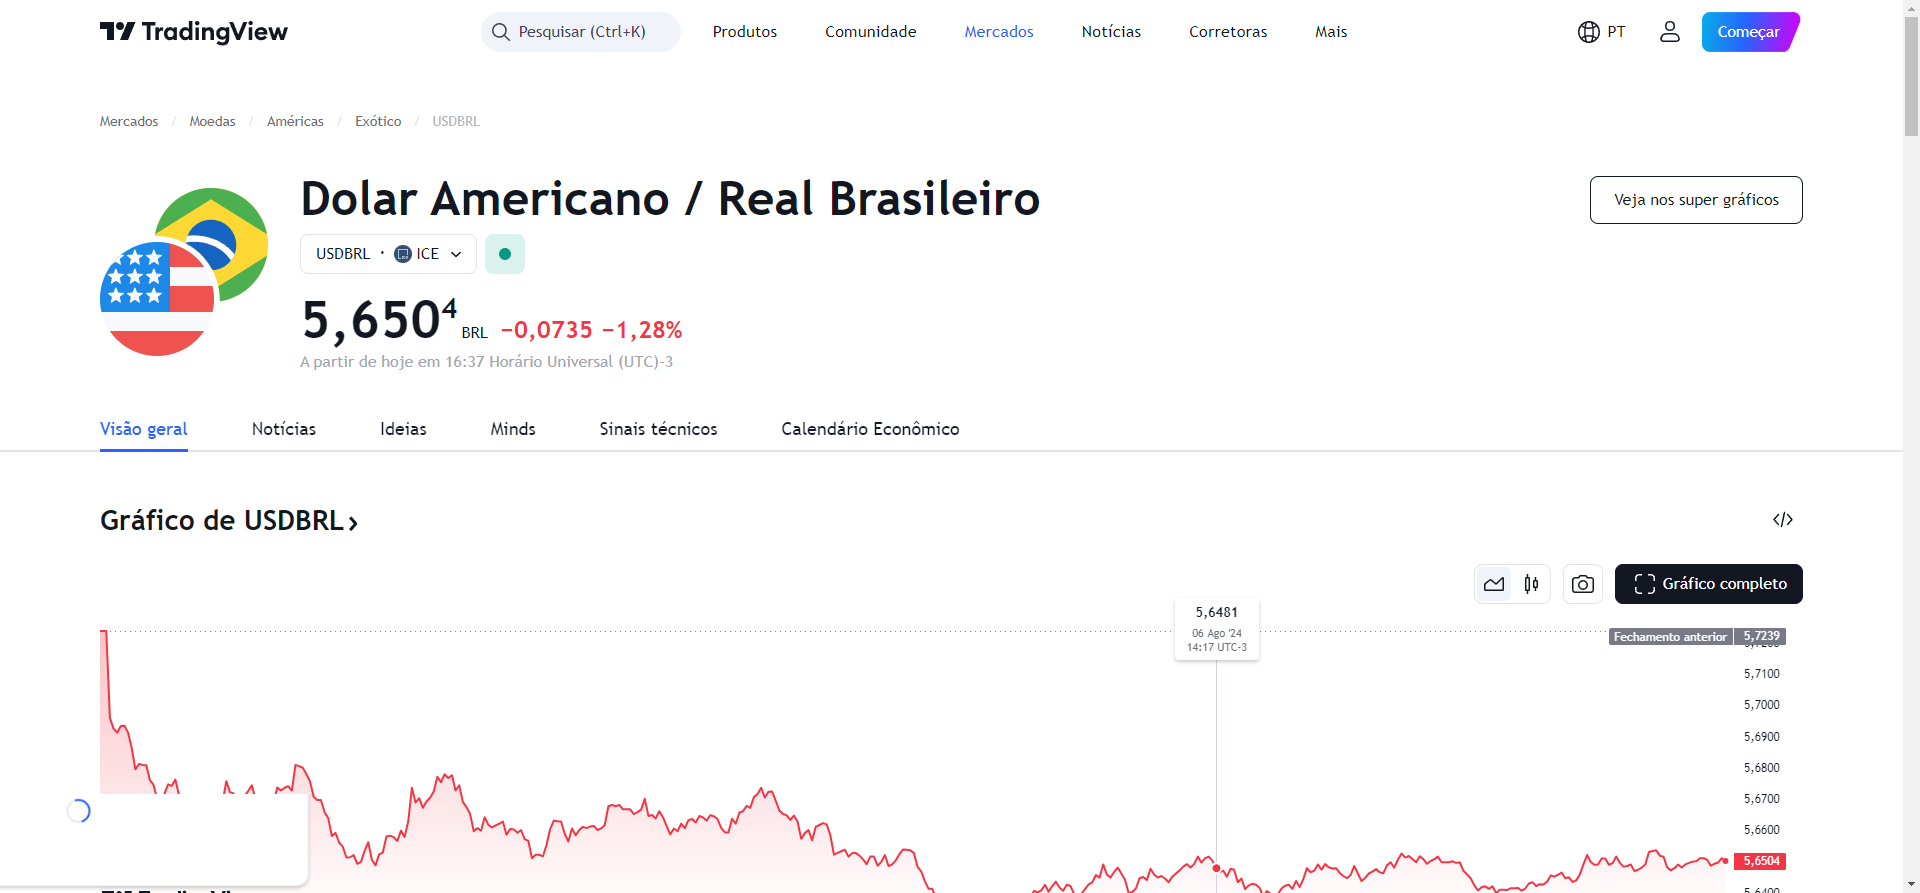 TradingView
Pesquisar (Ctrl+K)
Produtos
Comunidade
Mercados
Notícias
Corretoras
Mais
PT
Começar
Mercados / Moedas / Américas / Exótico / USDBRL
Dolar Americano / Real Brasileiro
Veja nos super gráficos
USDBRL • ICE
5,6504 BRL −0,0735 −1,28%
A partir de hoje em 16:37 Horário Universal (UTC)-3
Visão geral
Notícias
Ideias
Minds
Sinais técnicos
Calendário Econômico
Gráfico de USDBRL ›
</>
Gráfico completo
5,6481
06 Ago '24
14:17 UTC-3
Fechamento anterior 5,7239
5,7100
5,7000
5,6900
5,6800
5,6700
5,6600
5,6504